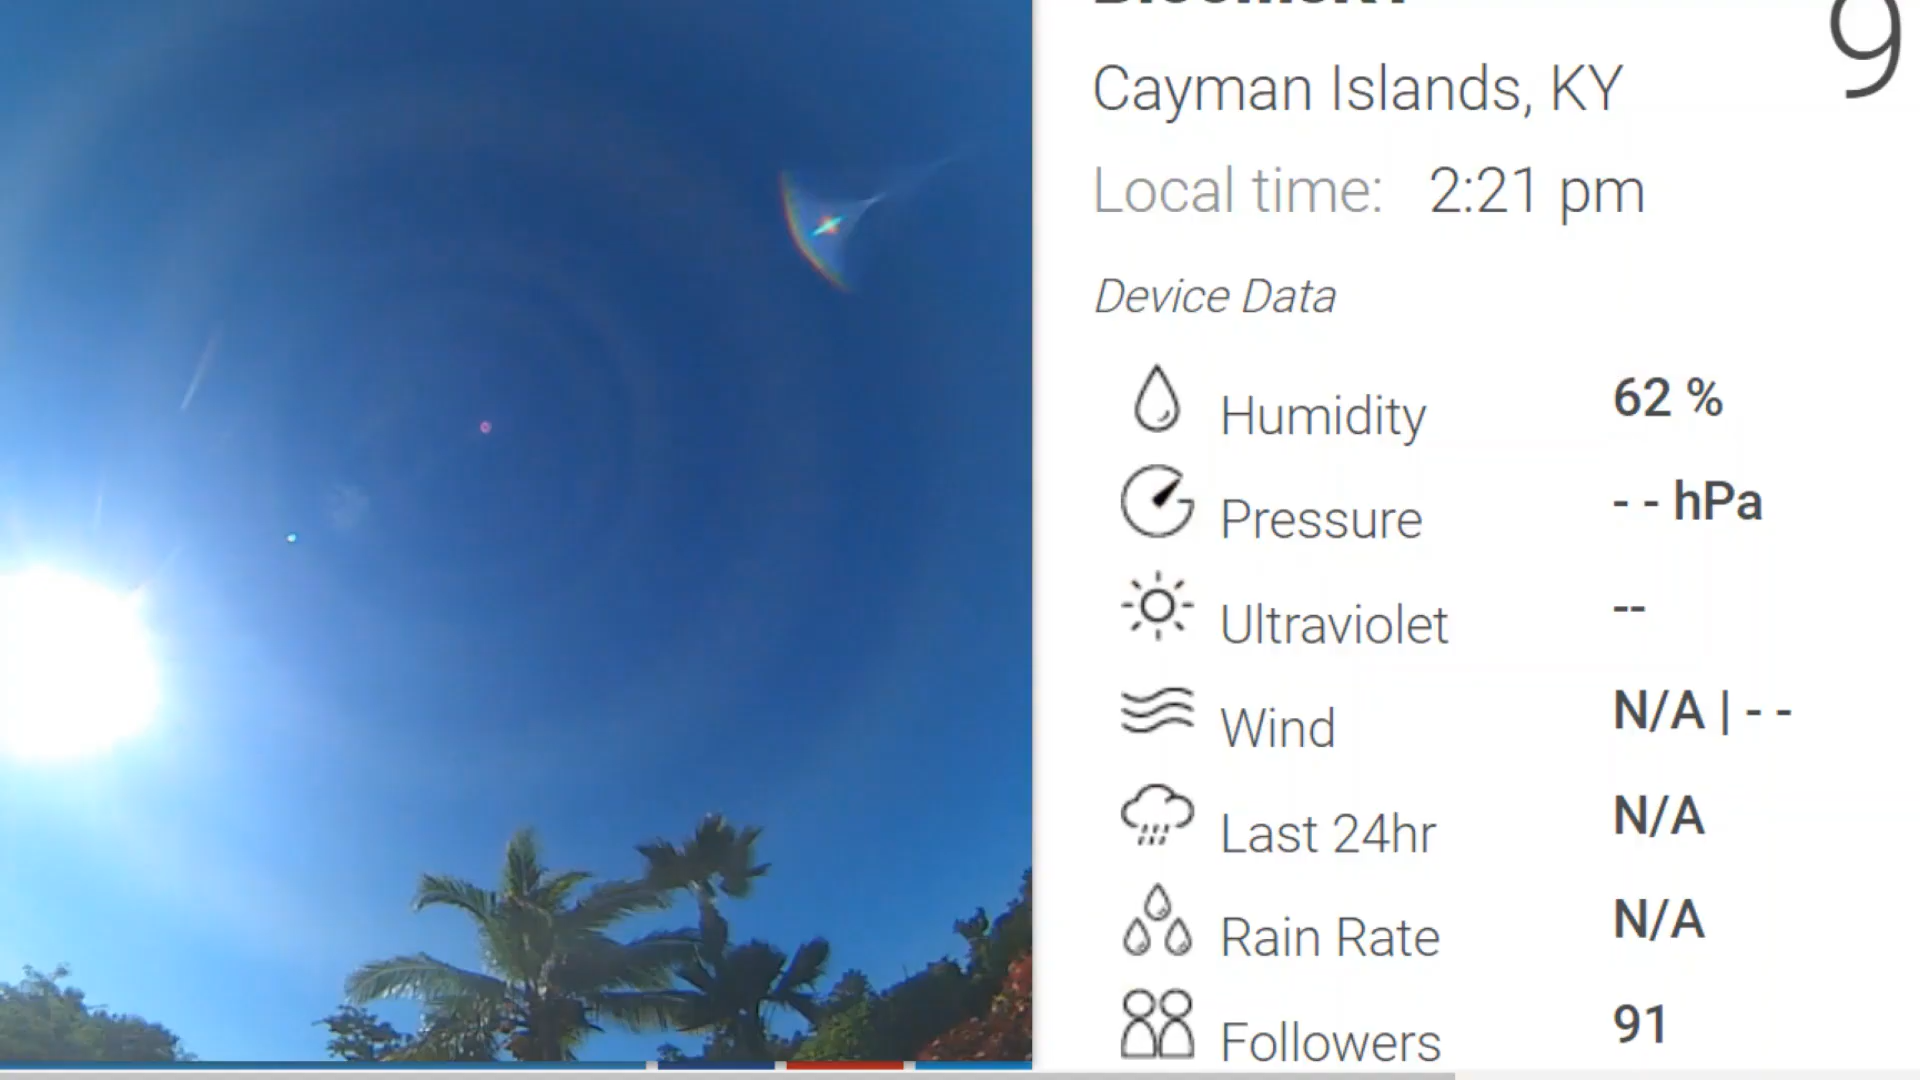 Cayman Islands, KY
9
Local time: 2:21 pm
Device Data
Humidity 62 %
Pressure - - hPa
Ultraviolet --
Wind N/A | - -
Last 24hr N/A
Rain Rate N/A
Followers 91